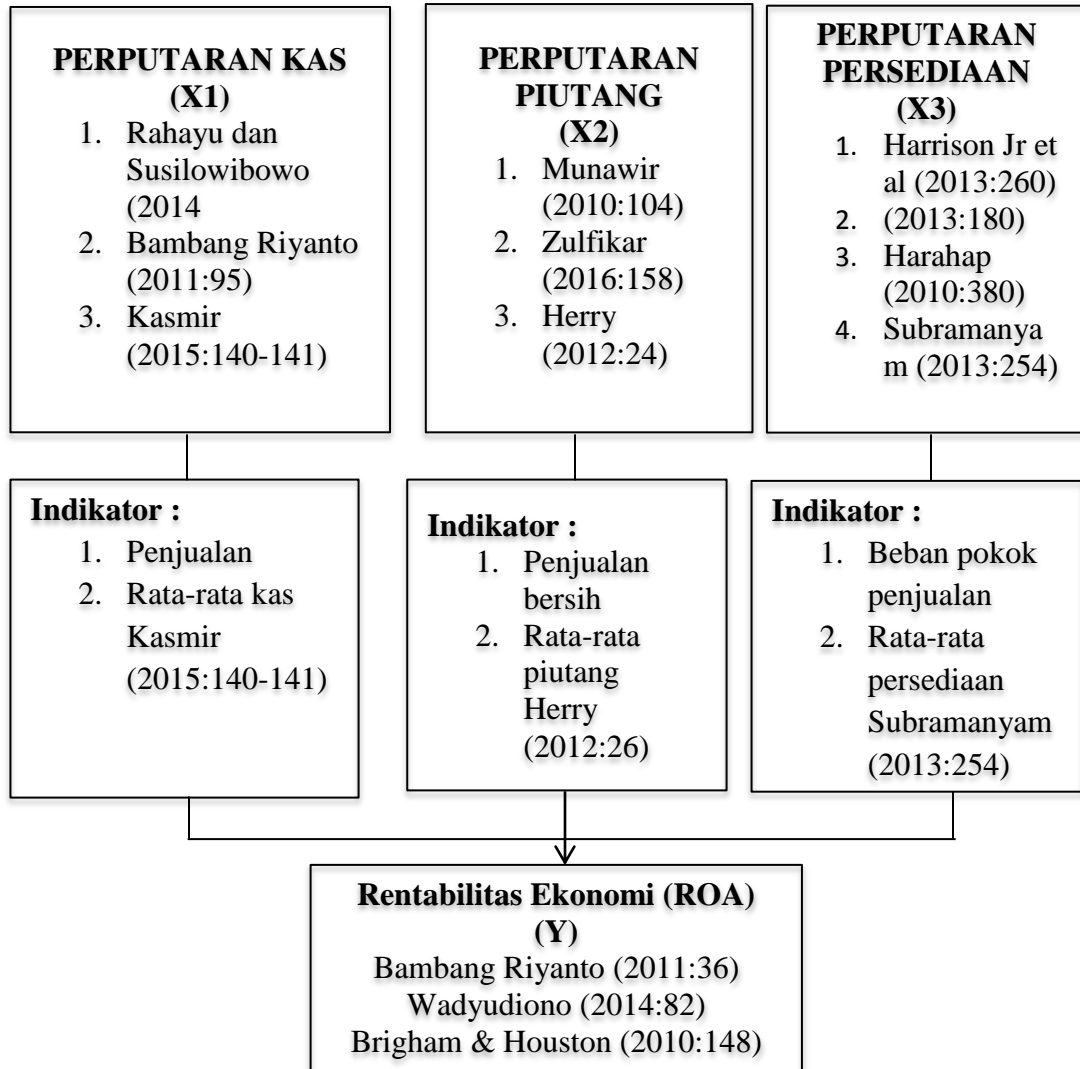 PERPUTARAN KAS
(X1)
1. Rahayu dan
Susilowibowo
(2014
2. Bambang Riyanto
(2011:95)
3. Kasmir
(2015:140-141)
PERPUTARAN
PIUTANG
(X2)
1. Munawir
(2010:104)
2. Zulfikar
(2016:158)
3. Herry
(2012:24)
PERPUTARAN
PERSEDIAAN
(X3)
1. Harrison Jr et
al (2013:260)
2. (2013:180)
3. Harahap
(2010:380)
4. Subramanya
m (2013:254)
Indikator :
1. Penjualan
2. Rata-rata kas
Kasmir
(2015:140-141)
Indikator :
1. Penjualan
bersih
2. Rata-rata
piutang
Herry
(2012:26)
Indikator :
1. Beban pokok
penjualan
2. Rata-rata
persediaan
Subramanyam
(2013:254)
Rentabilitas Ekonomi (ROA)
(Y)
Bambang Riyanto (2011:36)
Wadyudiono (2014:82)
Brigham & Houston (2010:148)